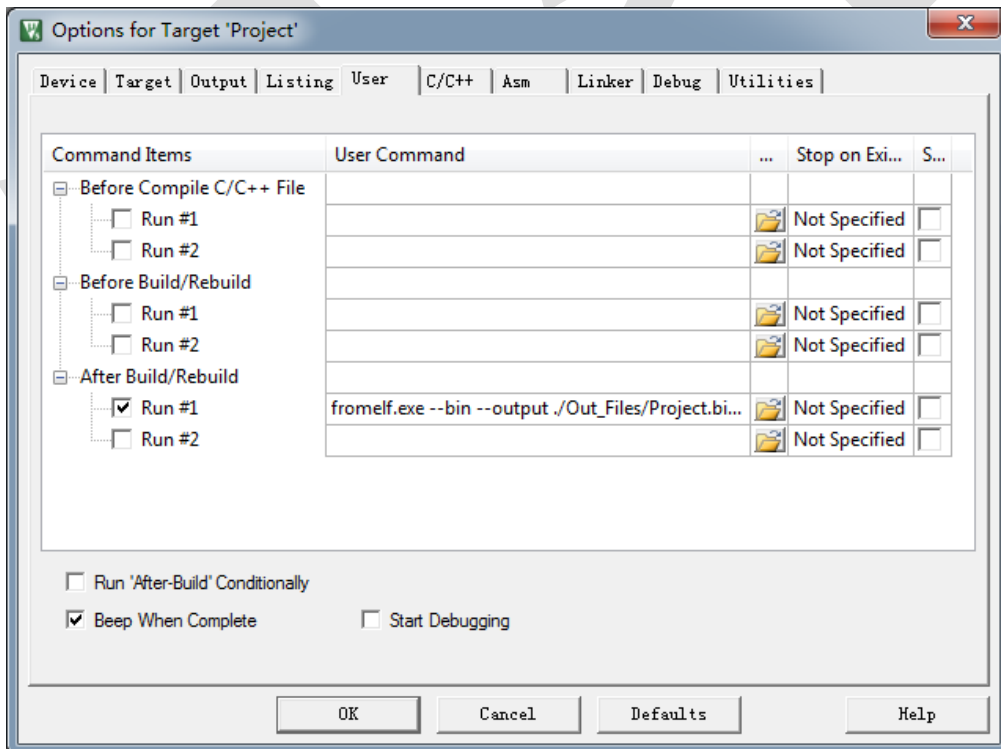 Options for Target 'Project'
Device Target Output Listing User C/C++ Asm Linker Debug Utilities
Command Items User Command ... Stop on Exi... S...
Before Compile C/C++ File
Run #1 Not Specified
Run #2 Not Specified
Before Build/Rebuild
Run #1 Not Specified
Run #2 Not Specified
After Build/Rebuild
Run #1 fromelf.exe --bin --output ./Out_Files/Project.bi... Not Specified
Run #2 Not Specified
Run 'After-Build' Conditionally
Beep When Complete Start Debugging
OK Cancel Defaults Help